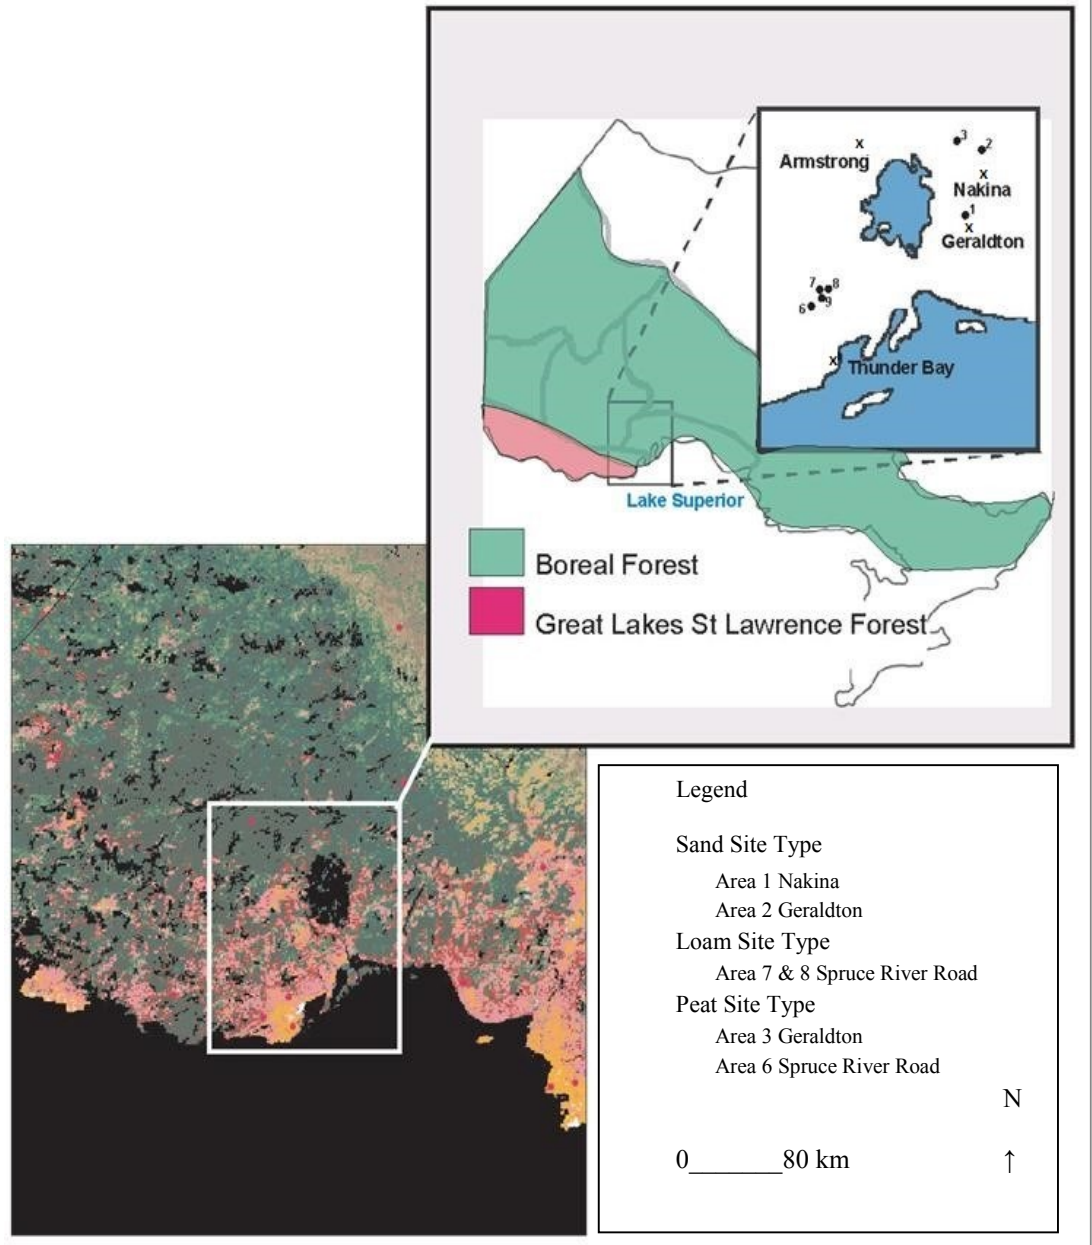 3
2
x
Armstrong
x
Nakina
1
x
Geraldton
7
8
9
6
x
Thunder Bay
Lake Superior
Boreal Forest
Great Lakes St Lawrence Forest
Legend
Sand Site Type
Area 1 Nakina
Area 2 Geraldton
Loam Site Type
Area 7 & 8 Spruce River Road
Peat Site Type
Area 3 Geraldton
Area 6 Spruce River Road
N
0_______80 km ↑